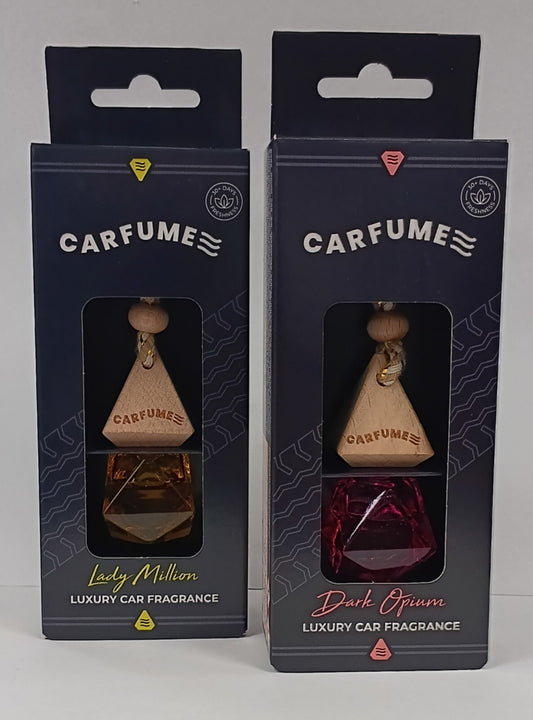 30+ DAYS
FRESHNESS
CARFUME
CARFUME
Lady Million
LUXURY CAR FRAGRANCE
30+ DAYS
FRESHNESS
CARFUME
CARFUME
Dark Opium
LUXURY CAR FRAGRANCE